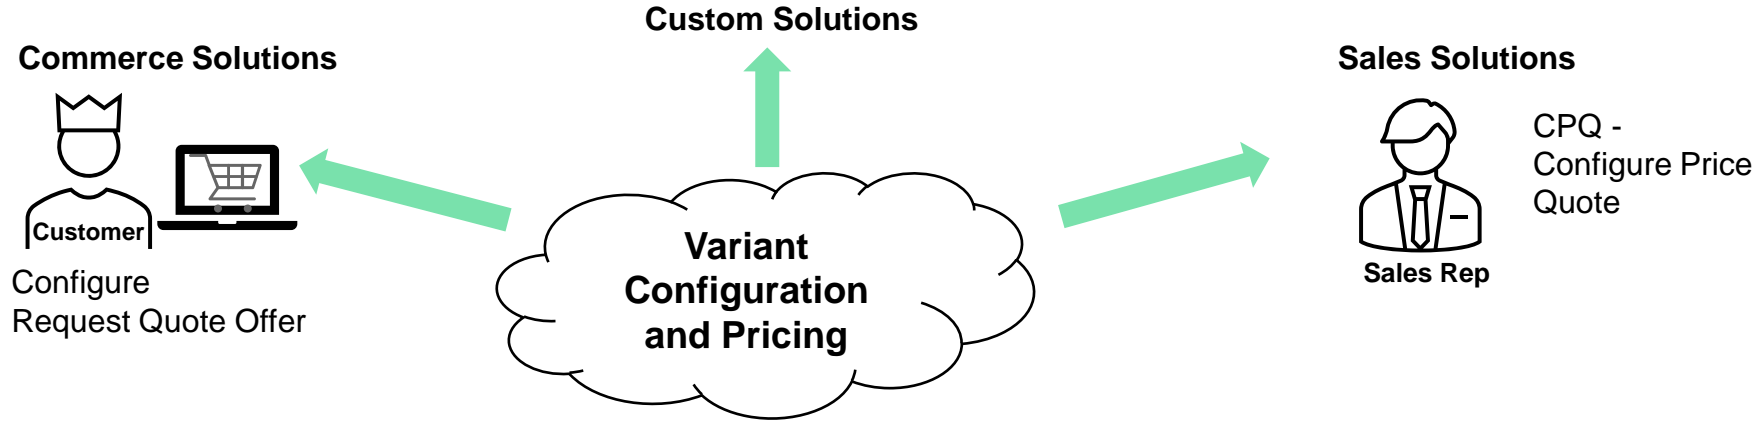 Custom Solutions
Commerce Solutions
Customer
Configure
Request Quote Offer
Variant
Configuration
and Pricing
Sales Solutions
CPQ -
Configure Price
Quote
Sales Rep